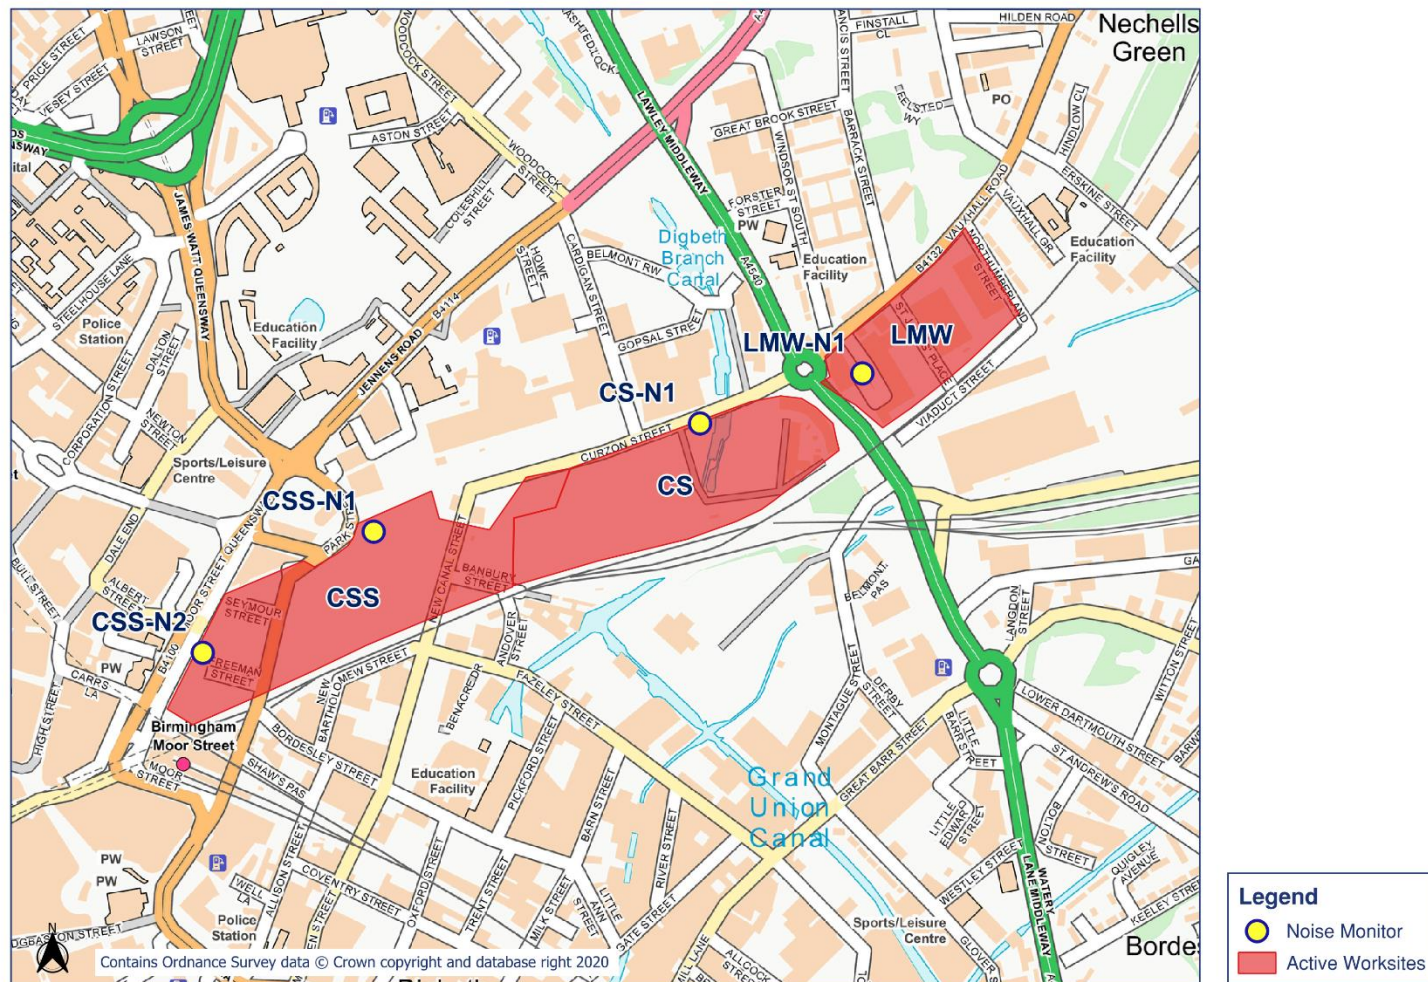 Nechells
Green
HILDEN ROAD
FINSTALL
CL
LAWSON
STREET
PRICE STREET
VESEY STREET
WOODCOCK STREET
ASTON STREET
WOODCOCK
STREET
COLESHILL
STREET
LAWLEY MIDDLEWAY
GREAT BROOK STREET
BARRACK STREET
WINDSOR ST SOUTH
FORSTER
STREET
PW
PO
HINDLOW CL
ERSKINE STREET
VAUXHALL ROAD
B4132
VAUXHALL GR
Education
Facility
NORTHUMBERLAND
STREET
Education
Facility
JAMES WATT QUEENSWAY
STEELHOUSE LANE
Police
Station
DALTON
STREET
CORPORATION STREET
NEWTON
STREET
Education
Facility
JENNENS ROAD
B4114
HOWE
STREET
CARDIGAN STREET
BELMONT RW
GOPSAL STREET
Digbeth
Branch
Canal
A4540
LMW-N1
LMW
VIADUCT STREET
CS-N1
CURZON STREET
CS
Sports/Leisure
Centre
DALE END
CSS-N1
PARK ST
MOOR STREET QUEENSWAY
BULL STREET
ALBERT
STREET
CSS-N2
CSS
SEYMOUR
STREET
FREEMAN
STREET
NEW CANAL STREET
BANBURY
STREET
ANDOVER
STREET
BELMONT
PAS
LANGDON
STREET
GA
WITTON STREET
PW
CARRS
LA
B4100
HIGH STREET
Birmingham
Moor Street
MOOR
STREET
NEW
BARTHOLOMEW STREET
BORDESLEY STREET
SHAW'S PAS
BENACRE DR
FAZELEY STREET
PICKFORD STREET
Education
Facility
MONTAGUE STREET
DERBY
STREET
GREAT BARR STREET
LITTLE
BARR STREET
LOWER DARTMOUTH STREET
ST ANDREW'S ROAD
Grand
Union
Canal
LITTLE
EDWARD
STREET
BOLTON
STREET
QUIGLEY
AVENUE
KEELEY STREET
WESTLEY STREET
WATERY
LANE MIDDLEWAY
PW
PW
WELL
LA
ALLISON STREET
COVENTRY STREET
OXFORD STREET
TRENT STREET
MILK STREET
BARN STREET
LITTLE
ANN
STREET
RIVER STREET
Police
Station
Sports/Leisure
Centre
GLOVER
ALLCOCK
Bordes
N
Contains Ordnance Survey data © Crown copyright and database right 2020
Legend
Noise Monitor
Active Worksites